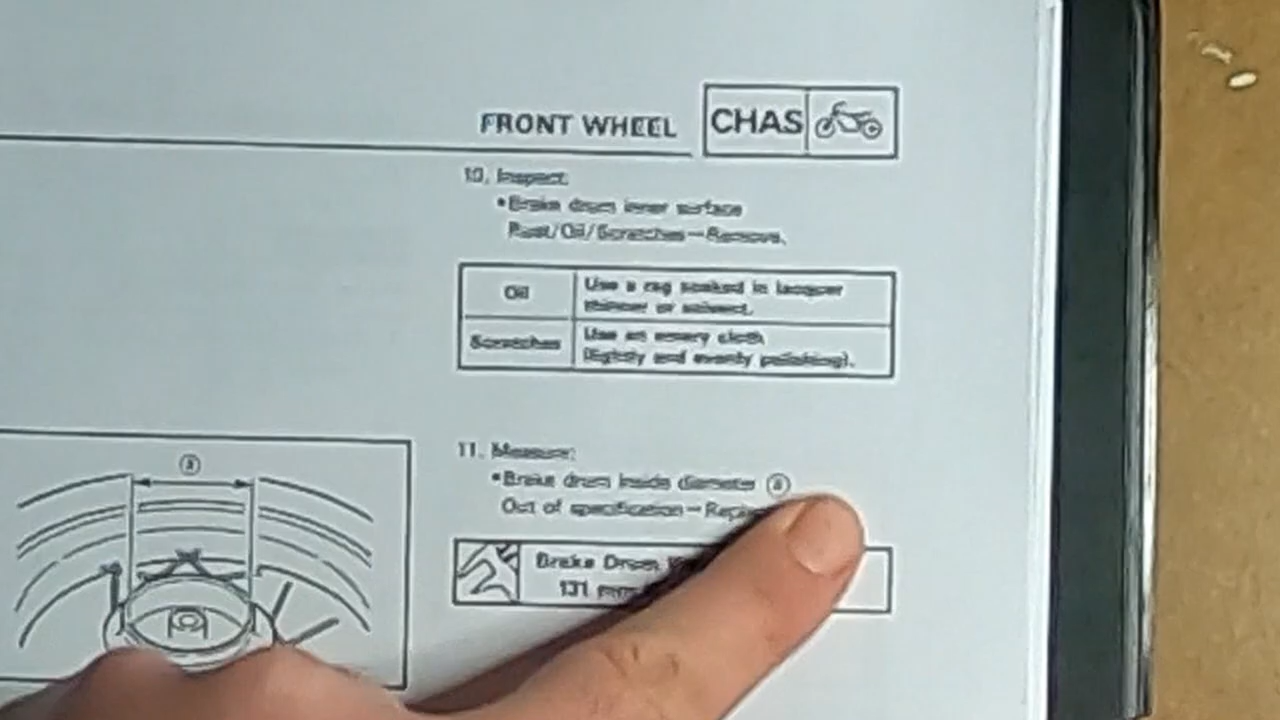 FRONT WHEEL
CHAS
10. Inspect:
•Brake drum inner surface
Rust/Oil/Scratches→Remove.
Oil
Use a rag soaked in lacquer
thinner or solvent.
Scratches
Use an emery cloth
(lightly and evenly polishing).
ⓐ
11. Measure:
•Brake drum inside diameter ⓐ
Out of specification→
Brake Drum
131 mm